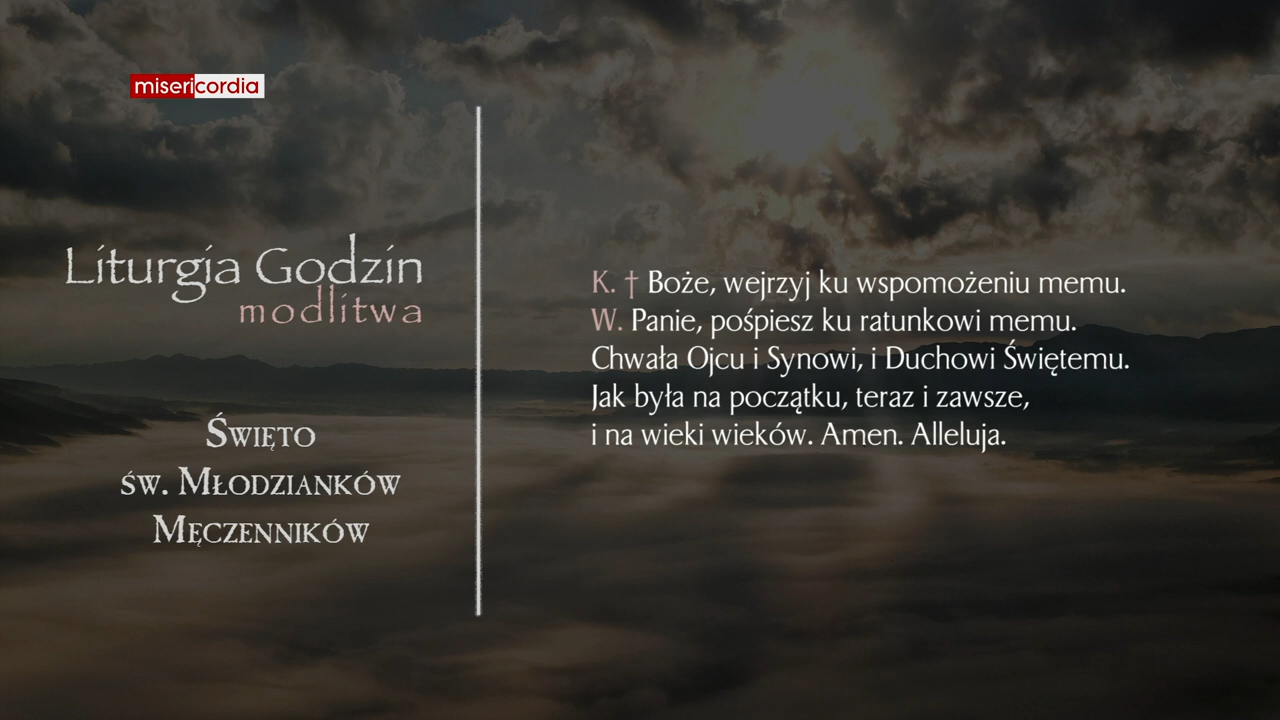 misericordia
Liturgia Godzin
modlitwa
Święto
św. Młodzianków
Męczenników
K. † Boże, wejrzyj ku wspomożeniu memu.
W. Panie, pośpiesz ku ratunkowi memu.
Chwała Ojcu i Synowi, i Duchowi Świętemu.
Jak była na początku, teraz i zawsze,
i na wieki wieków. Amen. Alleluja.